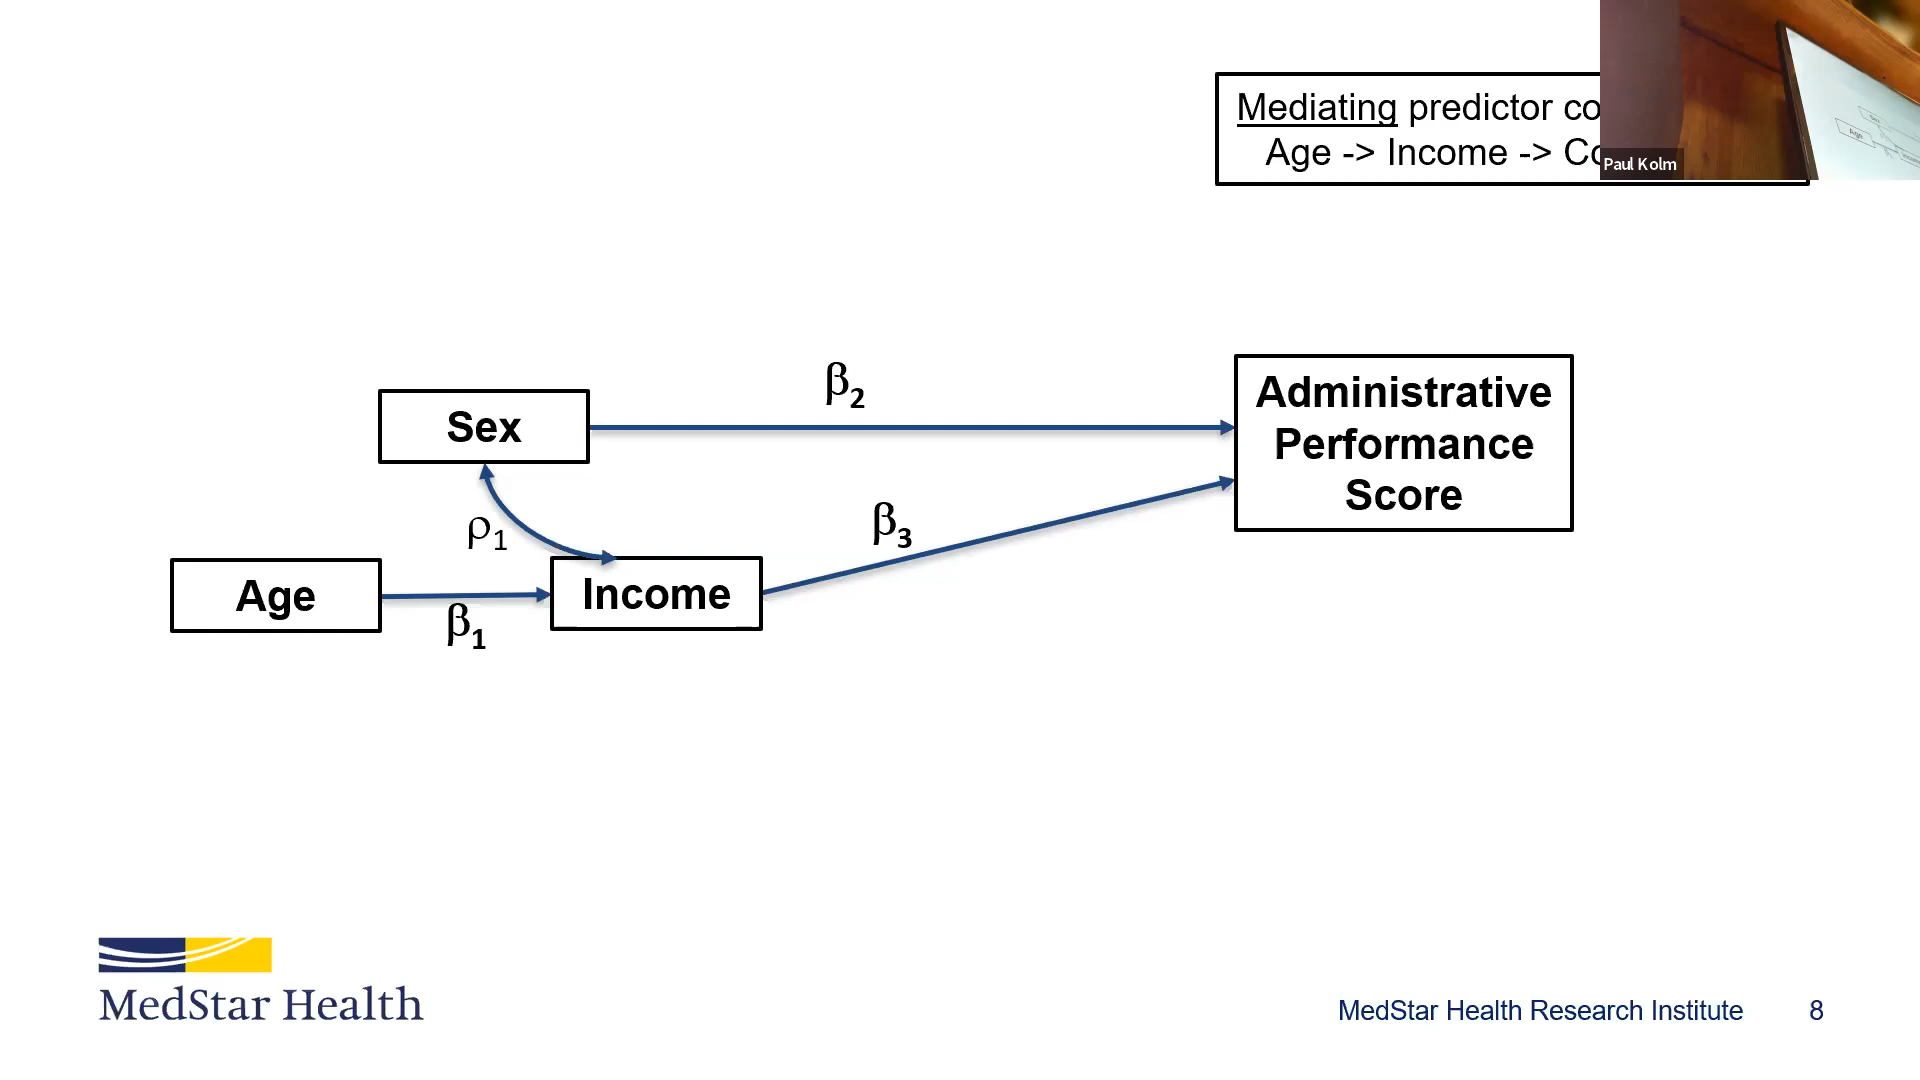 Mediating predictor
Age -> Income ->
Paul Kolm
Age
β2
Sex
Administrative
Performance
Score
ρ1
β3
Age
Income
β1
MedStar Health
MedStar Health Research Institute 8